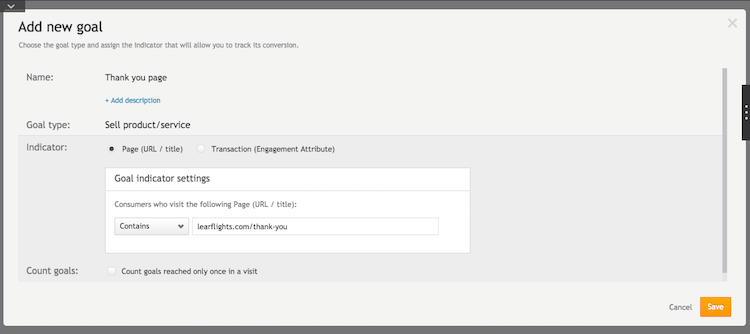 Add new goal
Choose the goal type and assign the indicator that will allow you to track its conversion.
Name: Thank you page
+ Add description
Goal type: Sell product/service
Indicator: Page (URL / title) Transaction (Engagement Attribute)
Goal indicator settings
Consumers who visit the following Page (URL / title):
Contains learflights.com/thank-you
Count goals: Count goals reached only once in a visit
Cancel Save